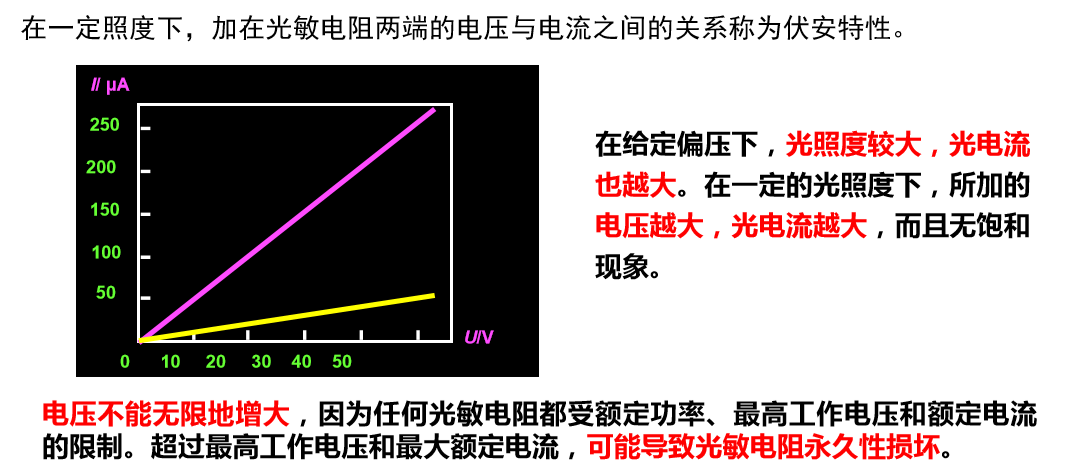 在一定照度下，加在光敏电阻两端的电压与电流之间的关系称为伏安特性。
I/ μA
250
200
150
100
50
U/V
0 10 20 30 40 50
在给定偏压下，光照度较大，光电流
也越大。在一定的光照度下，所加的
电压越大，光电流越大，而且无饱和
现象。
电压不能无限地增大，因为任何光敏电阻都受额定功率、最高工作电压和额定电流
的限制。超过最高工作电压和最大额定电流，可能导致光敏电阻永久性损坏。